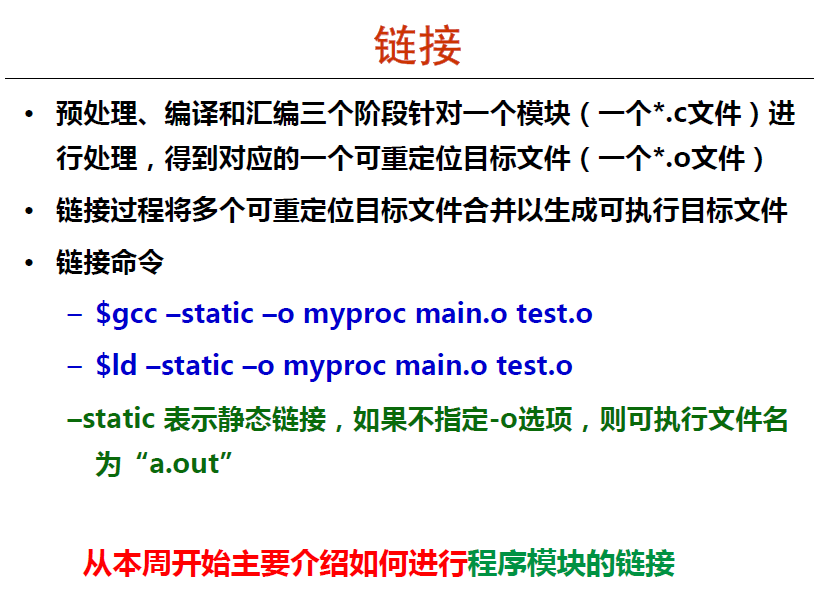 链接
• 预处理、编译和汇编三个阶段针对一个模块（一个*.c文件）进
行处理，得到对应的一个可重定位目标文件（一个*.o文件）
• 链接过程将多个可重定位目标文件合并以生成可执行目标文件
• 链接命令
– $gcc –static –o myproc main.o test.o
– $ld –static –o myproc main.o test.o
–static 表示静态链接，如果不指定-o选项，则可执行文件名
为“a.out”
从本周开始主要介绍如何进行程序模块的链接